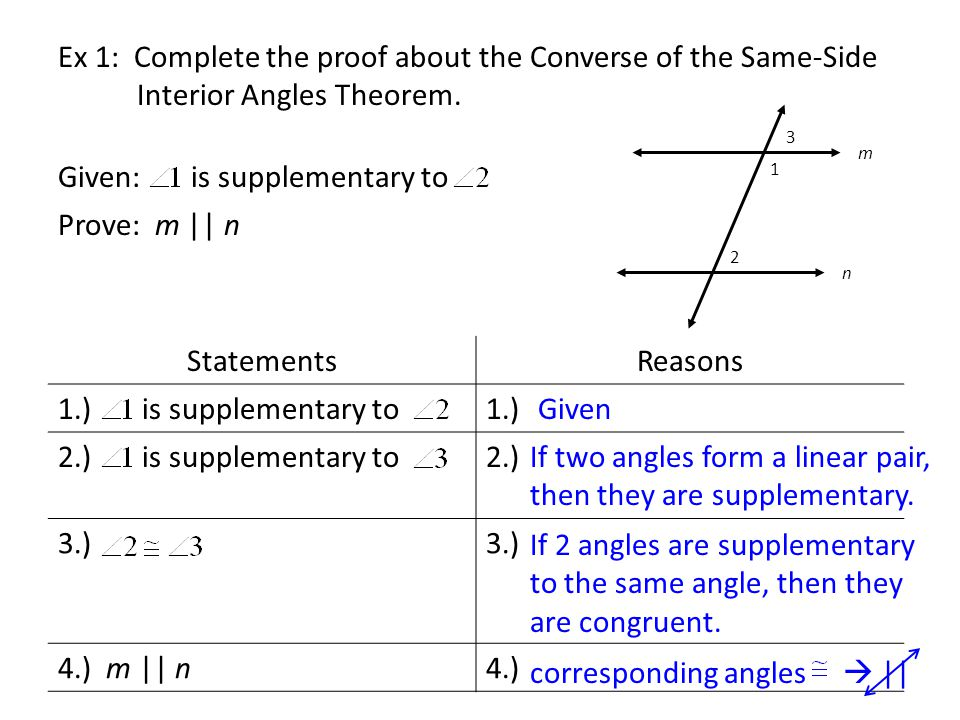 Ex 1: Complete the proof about the Converse of the Same-Side
Interior Angles Theorem.
Given: ∠1 is supplementary to ∠2
Prove: m || n
3
m
1
2
n
Statements Reasons
1.) ∠1 is supplementary to ∠2 1.) Given
2.) ∠1 is supplementary to ∠3 2.) If two angles form a linear pair,
then they are supplementary.
3.) ∠2 ≅ ∠3 3.) If 2 angles are supplementary
to the same angle, then they
are congruent.
4.) m || n 4.) corresponding angles ≅ → ||